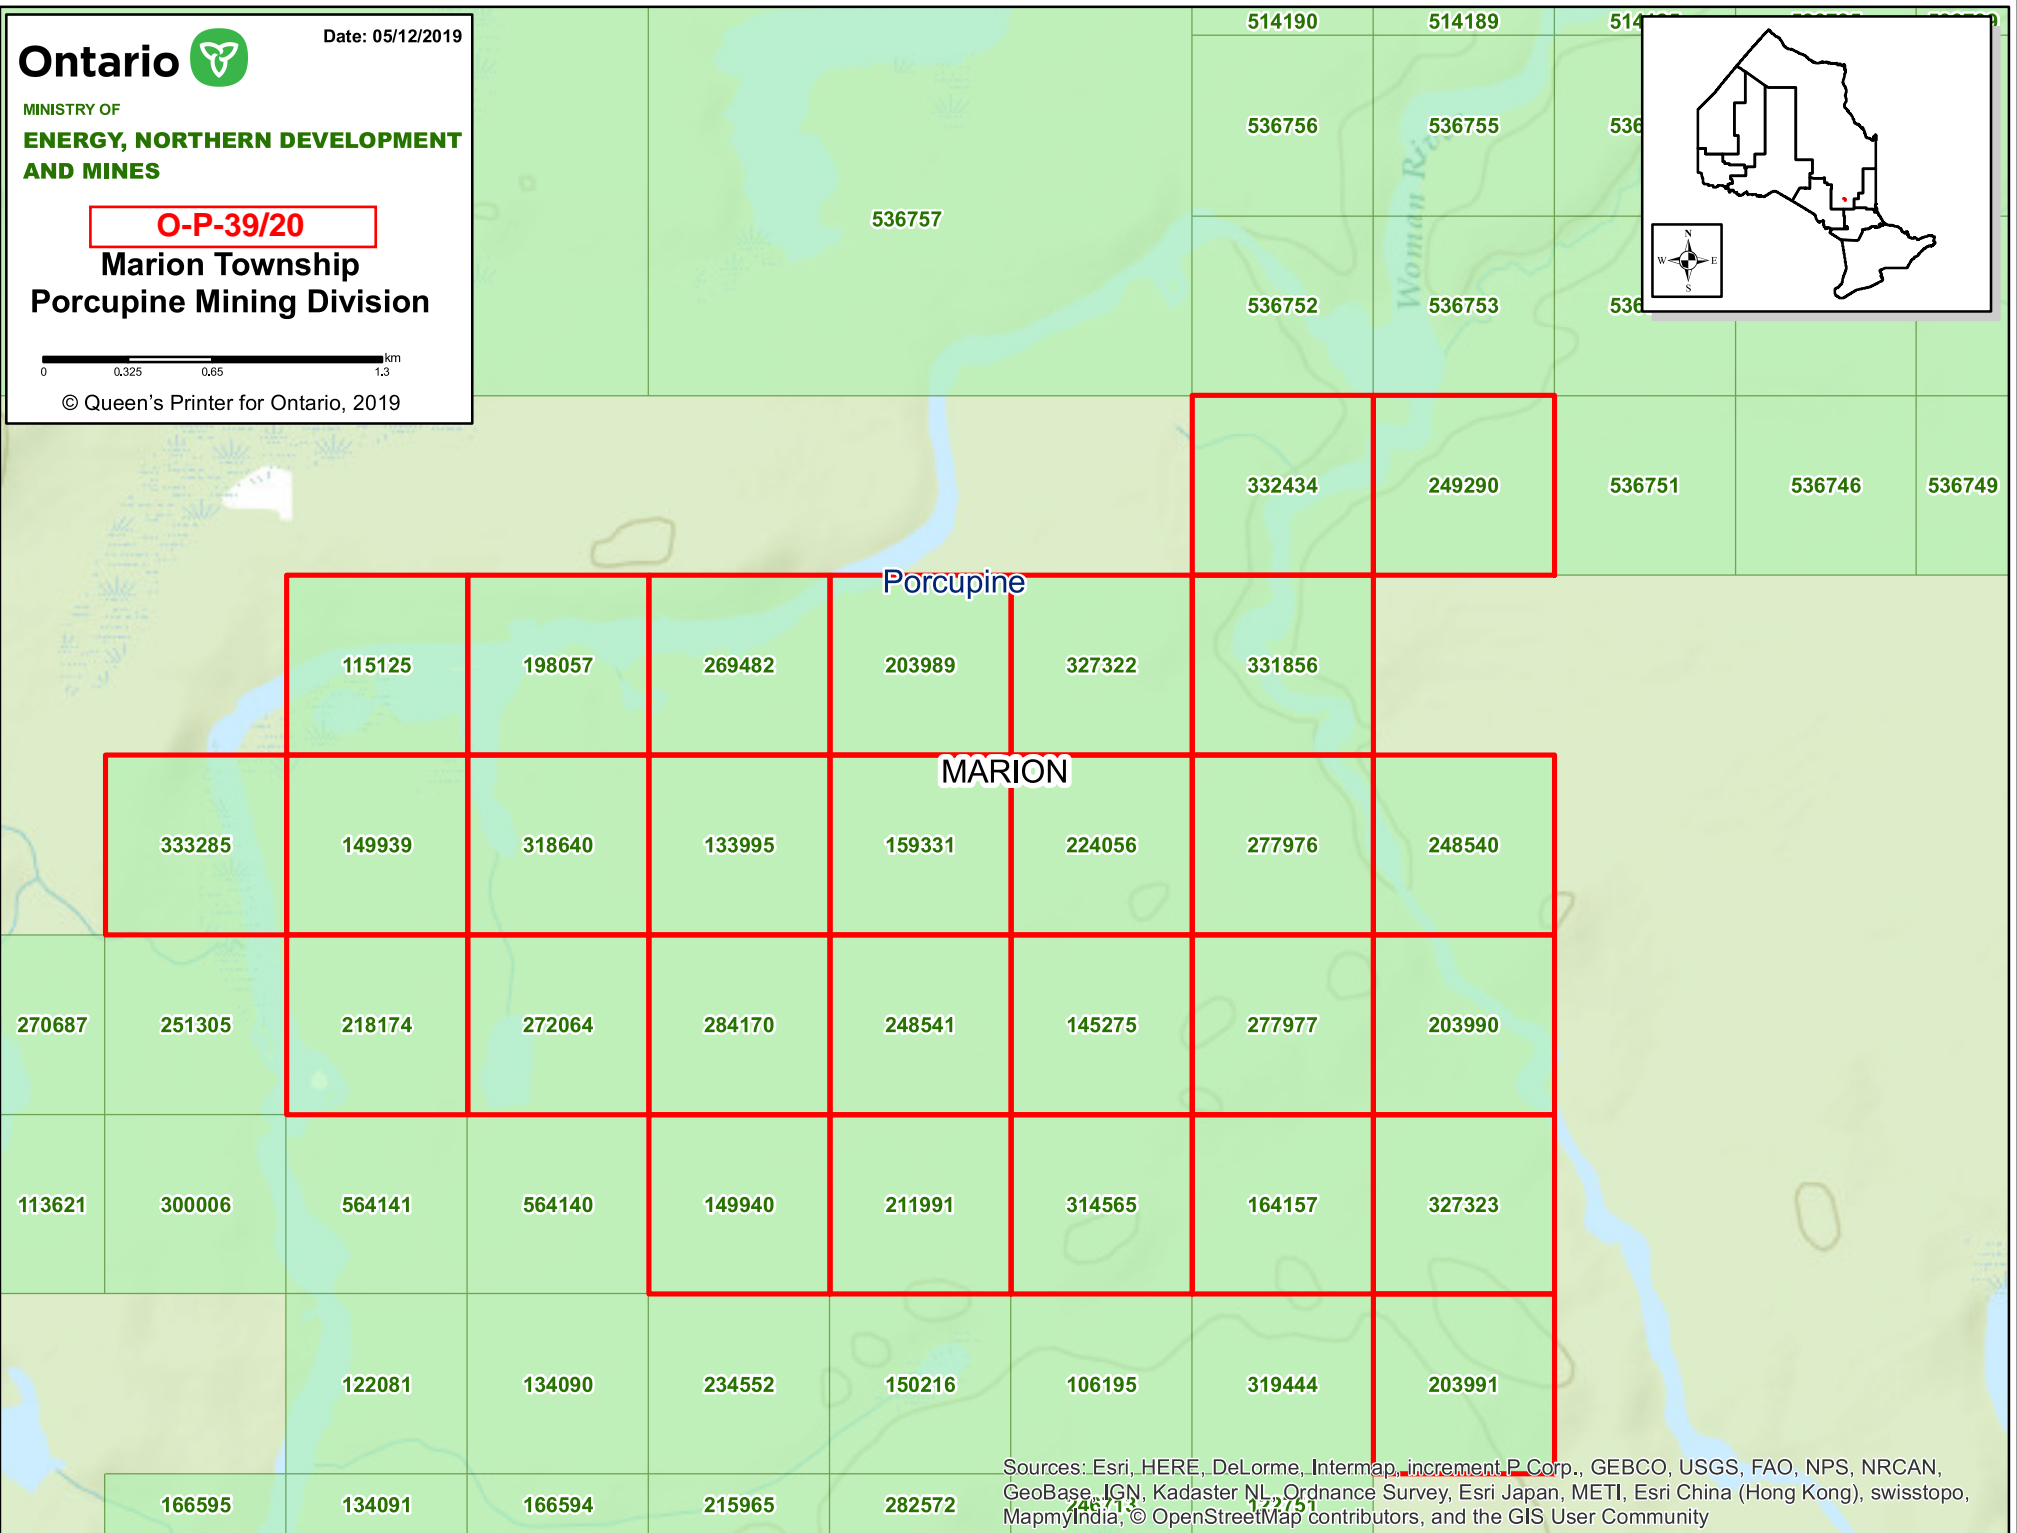 Ontario
Date: 05/12/2019
MINISTRY OF
ENERGY, NORTHERN DEVELOPMENT
AND MINES
O-P-39/20
Marion Township
Porcupine Mining Division
km
0 0.325 0.65 1.3
© Queen's Printer for Ontario, 2019
N
W E
S
514190 514189
536756 536755
Woman River
536757
536752 536753
332434 249290 536751 536746 536749
Porcupine
115125 198057 269482 203989 327322 331856
MARION
333285 149939 318640 133995 159331 224056 277976 248540
270687 251305 218174 272064 284170 248541 145275 277977 203990
113621 300006 564141 564140 149940 211991 314565 164157 327323
122081 134090 234552 150216 106195 319444 203991
166595 134091 166594 215965 282572
Sources: Esri, HERE, DeLorme, Intermap, increment P Corp., GEBCO, USGS, FAO, NPS, NRCAN,
GeoBase, IGN, Kadaster NL, Ordnance Survey, Esri Japan, METI, Esri China (Hong Kong), swisstopo,
MapmyIndia, © OpenStreetMap contributors, and the GIS User Community